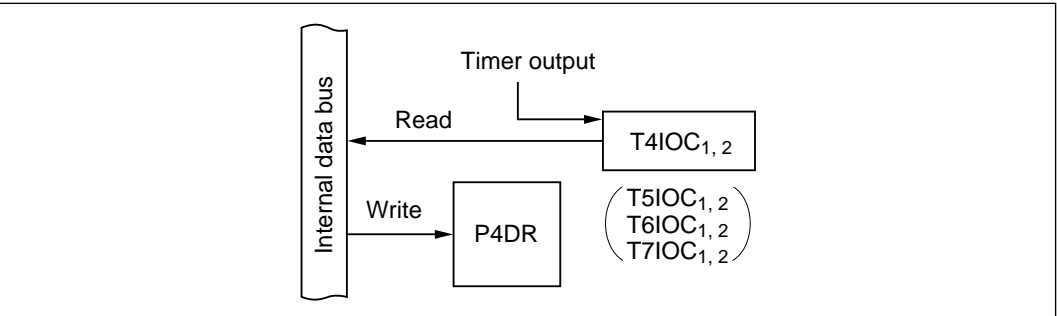 Internal data bus
Timer output
Read
T4IOC1, 2
Write
P4DR
T5IOC1, 2
T6IOC1, 2
T7IOC1, 2